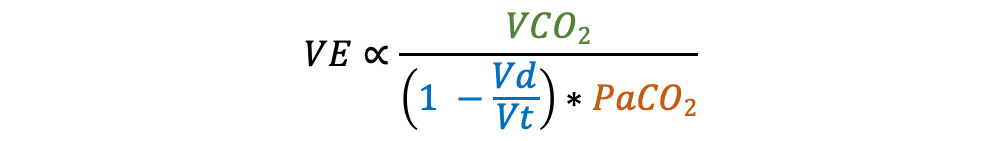 VE ∝ VCO₂
(1 − Vd/Vt) * PaCO₂